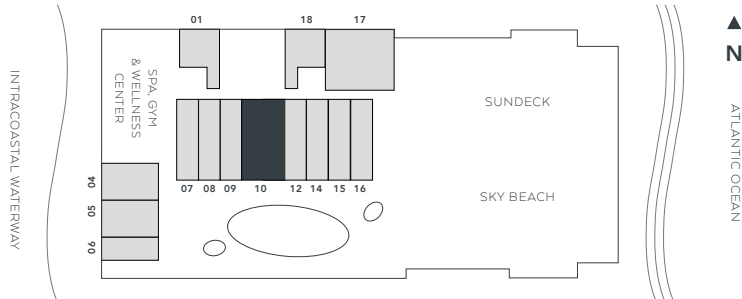 01
18
17
N
SPA, GYM
& WELLNESS
CENTER
INTRACOASTAL WATERWAY
SUNDECK
ATLANTIC OCEAN
04
05
06
07
08
09
10
12
14
15
16
SKY BEACH